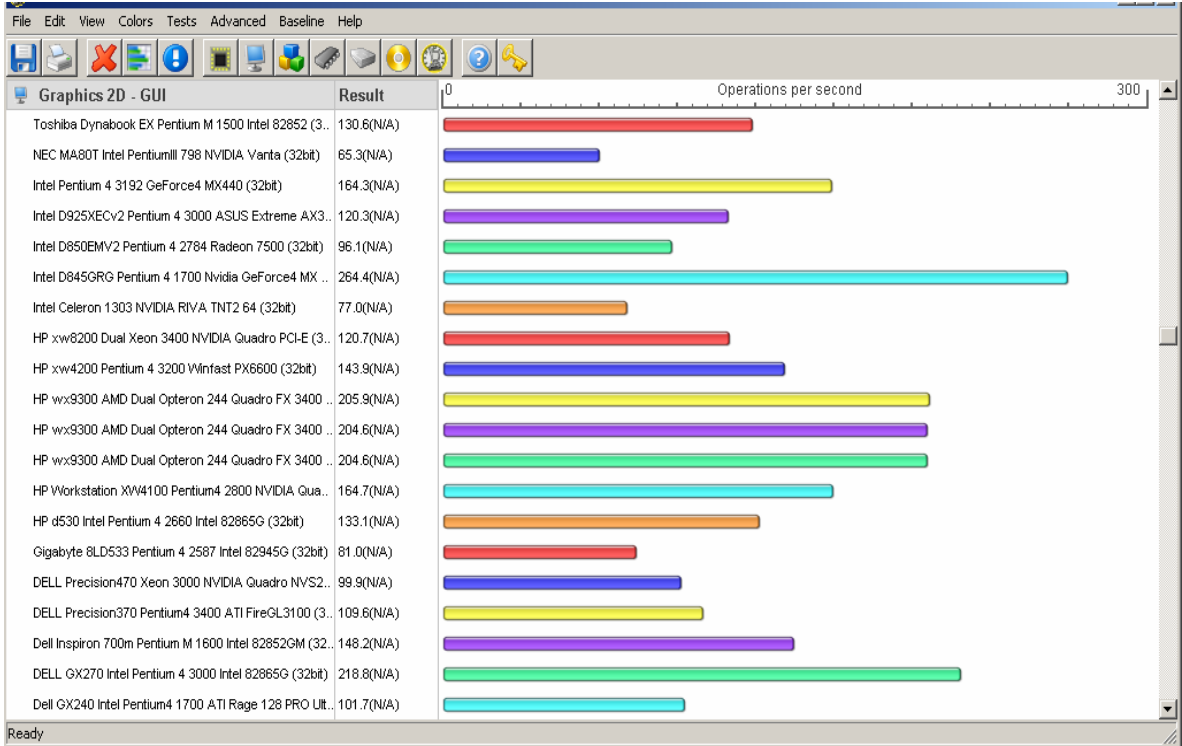 File Edit View Colors Tests Advanced Baseline Help
Graphics 2D - GUI Result 0 Operations per second 300
Toshiba Dynabook EX Pentium M 1500 Intel 82852 (3.. 130.6(N/A)
NEC MA80T Intel PentiumIII 798 NVIDIA Vanta (32bit) 65.3(N/A)
Intel Pentium 4 3192 GeForce4 MX440 (32bit) 164.3(N/A)
Intel D925XECv2 Pentium 4 3000 ASUS Extreme AX3.. 120.3(N/A)
Intel D850EMV2 Pentium 4 2784 Radeon 7500 (32bit) 96.1(N/A)
Intel D845GRG Pentium 4 1700 Nvidia GeForce4 MX .. 264.4(N/A)
Intel Celeron 1303 NVIDIA RIVA TNT2 64 (32bit) 77.0(N/A)
HP xw8200 Dual Xeon 3400 NVIDIA Quadro PCI-E (3.. 120.7(N/A)
HP xw4200 Pentium 4 3200 Winfast PX6600 (32bit) 143.9(N/A)
HP wx9300 AMD Dual Opteron 244 Quadro FX 3400 .. 205.9(N/A)
HP wx9300 AMD Dual Opteron 244 Quadro FX 3400 .. 204.6(N/A)
HP wx9300 AMD Dual Opteron 244 Quadro FX 3400 .. 204.6(N/A)
HP Workstation XW4100 Pentium4 2800 NVIDIA Qua.. 164.7(N/A)
HP d530 Intel Pentium 4 2660 Intel 82865G (32bit) 133.1(N/A)
Gigabyte 8LD533 Pentium 4 2587 Intel 82945G (32bit) 81.0(N/A)
DELL Precision470 Xeon 3000 NVIDIA Quadro NVS2.. 99.9(N/A)
DELL Precision370 Pentium4 3400 ATI FireGL3100 (3.. 109.6(N/A)
Dell Inspiron 700m Pentium M 1600 Intel 82852GM (32.. 148.2(N/A)
DELL GX270 Intel Pentium 4 3000 Intel 82865G (32bit) 218.8(N/A)
Dell GX240 Intel Pentium4 1700 ATI Rage 128 PRO Ult.. 101.7(N/A)
Ready